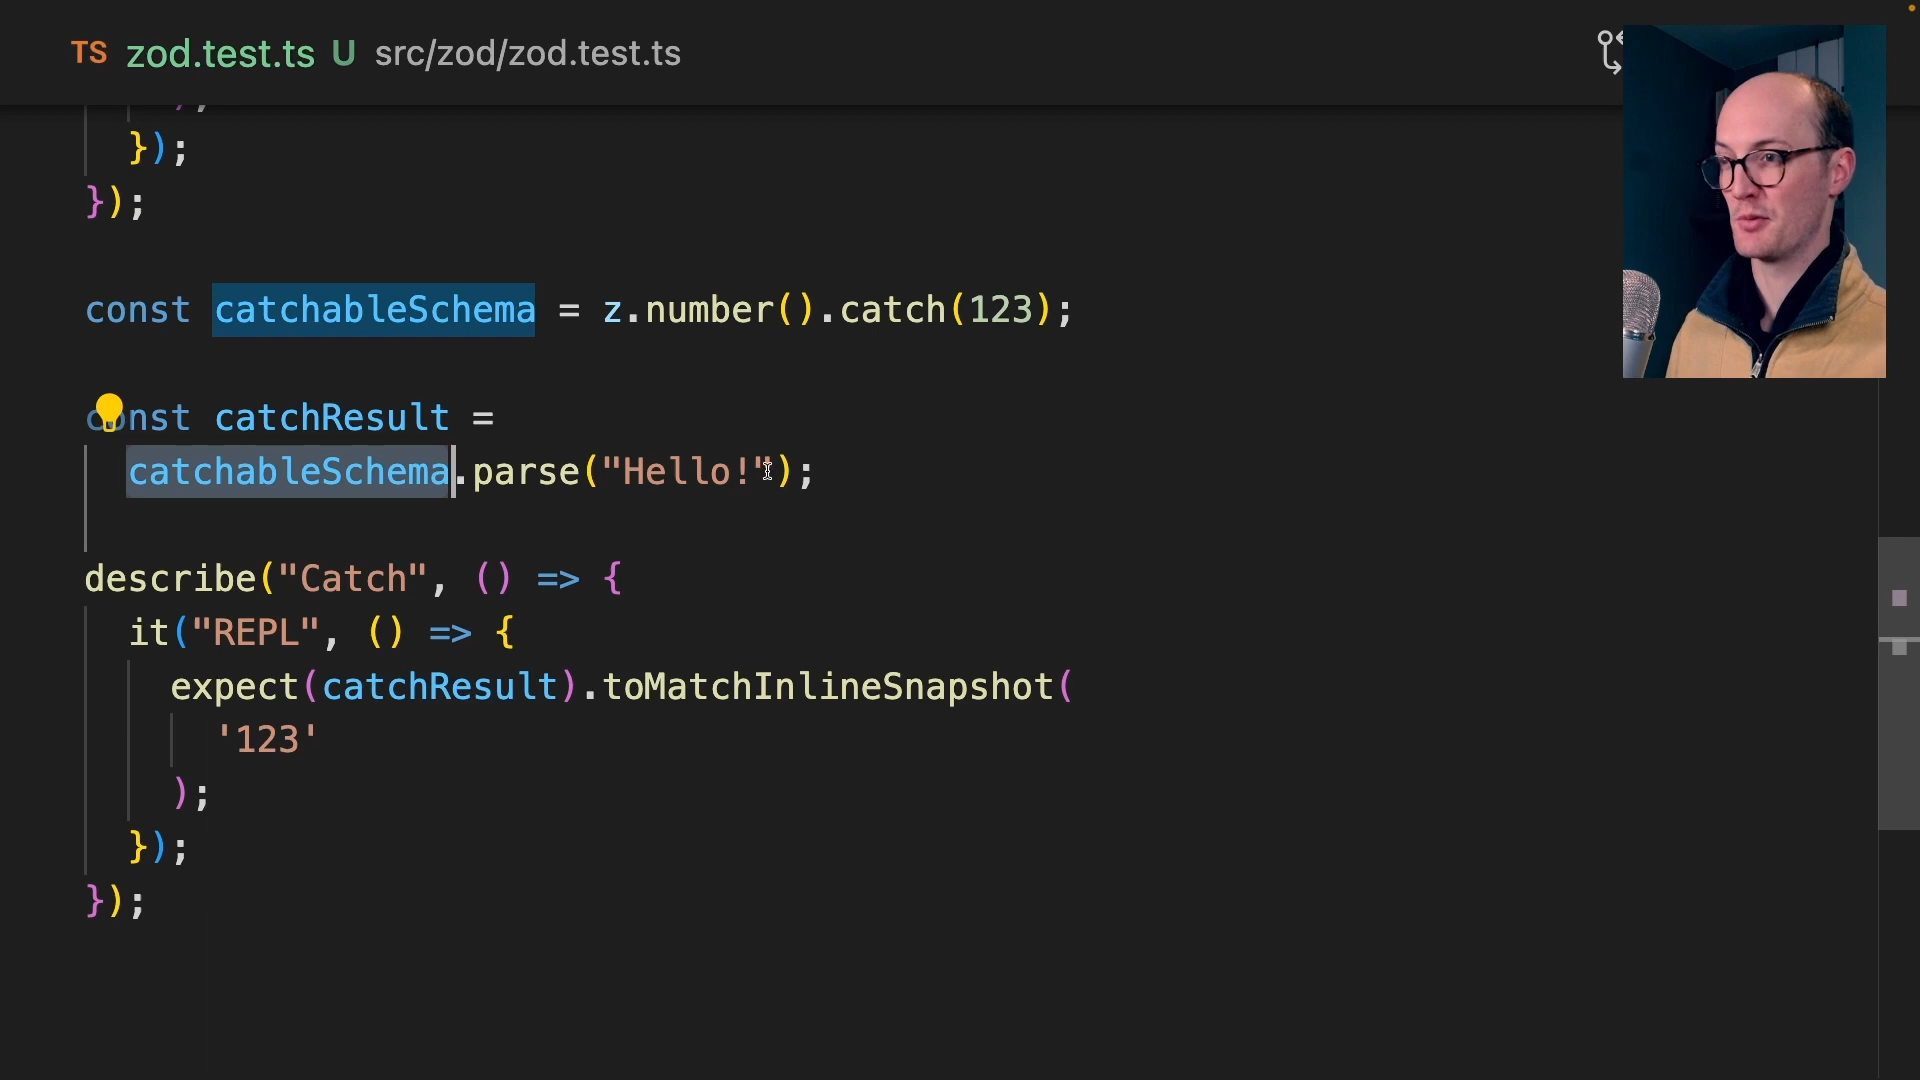 TS zod.test.ts U src/zod/zod.test.ts
});
});
const catchableSchema = z.number().catch(123);
const catchResult =
catchableSchema.parse("Hello!");
describe("Catch", () => {
it("REPL", () => {
expect(catchResult).toMatchInlineSnapshot(
'123'
);
});
});